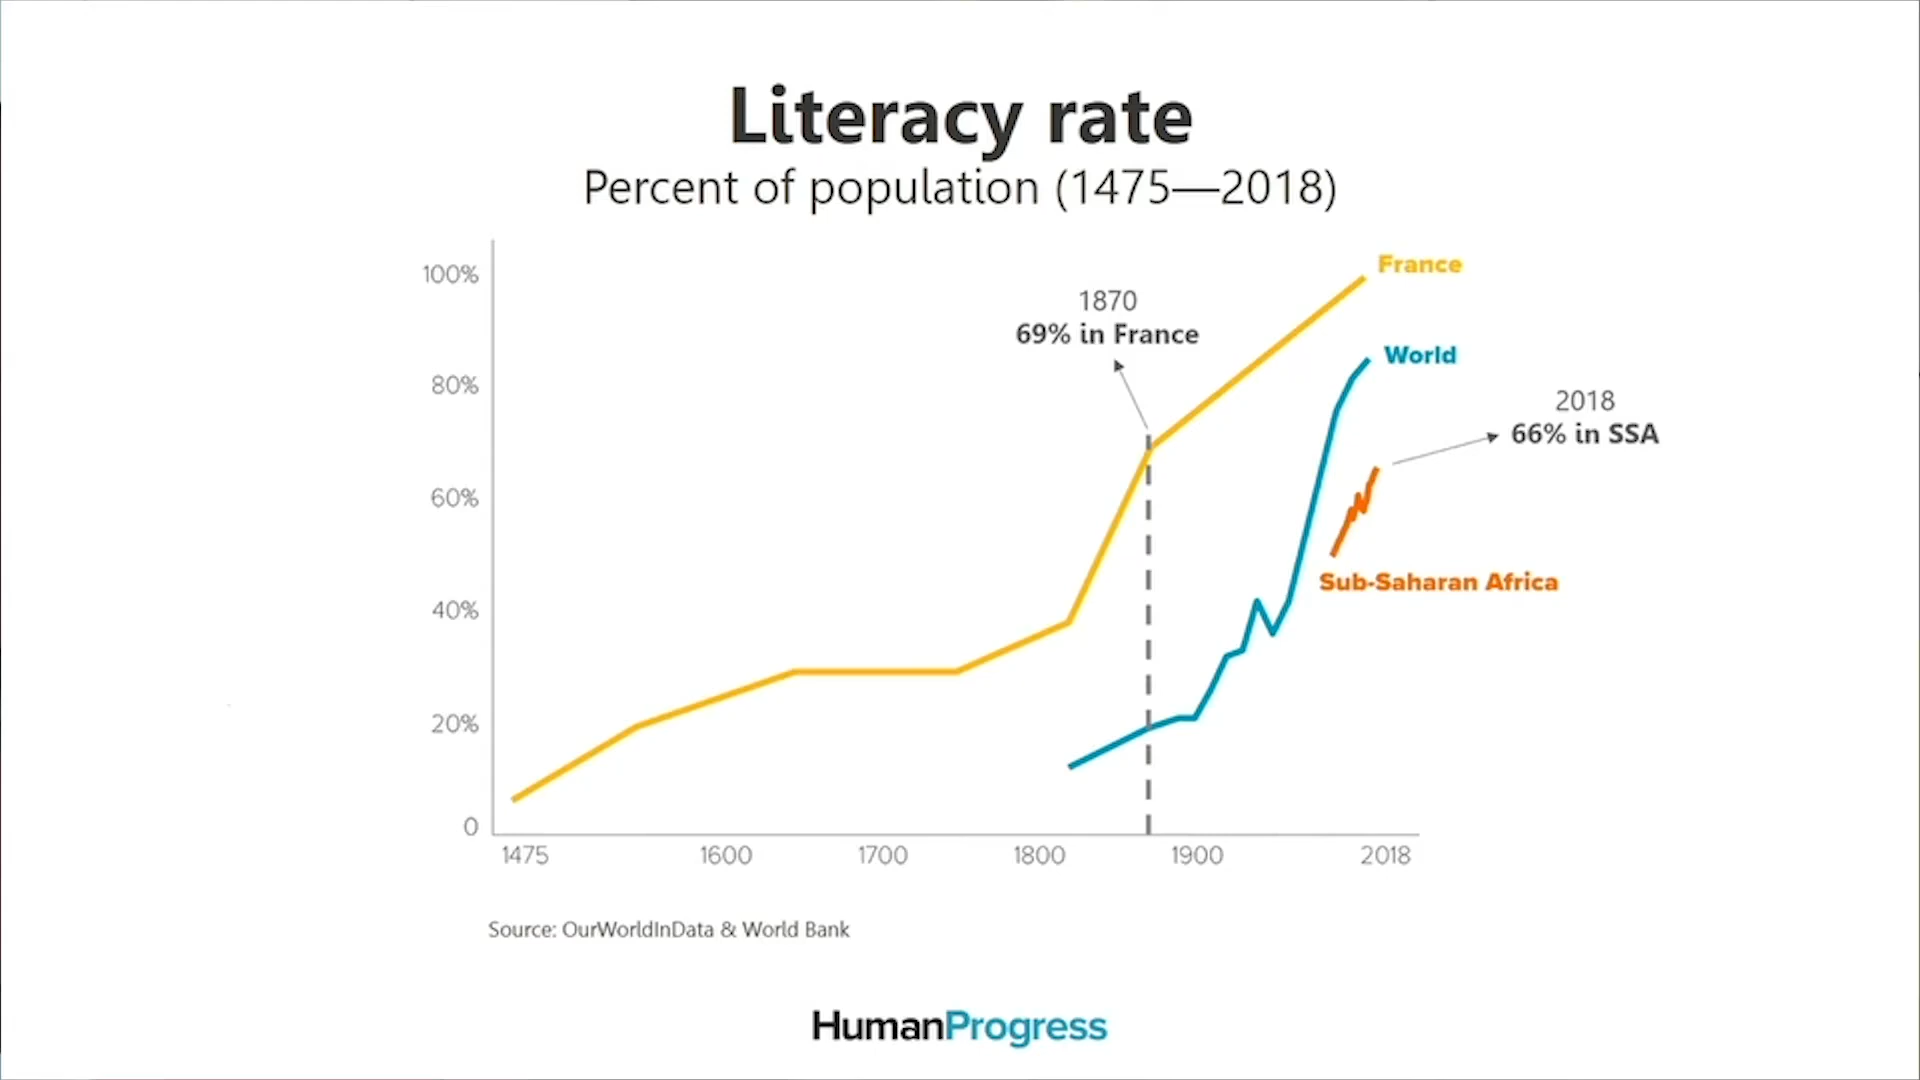 Literacy rate
Percent of population (1475—2018)
100%
80%
60%
40%
20%
0
1475
1600
1700
1800
1900
2018
1870
69% in France
France
World
2018
66% in SSA
Sub-Saharan Africa
Source: OurWorldInData & World Bank
HumanProgress